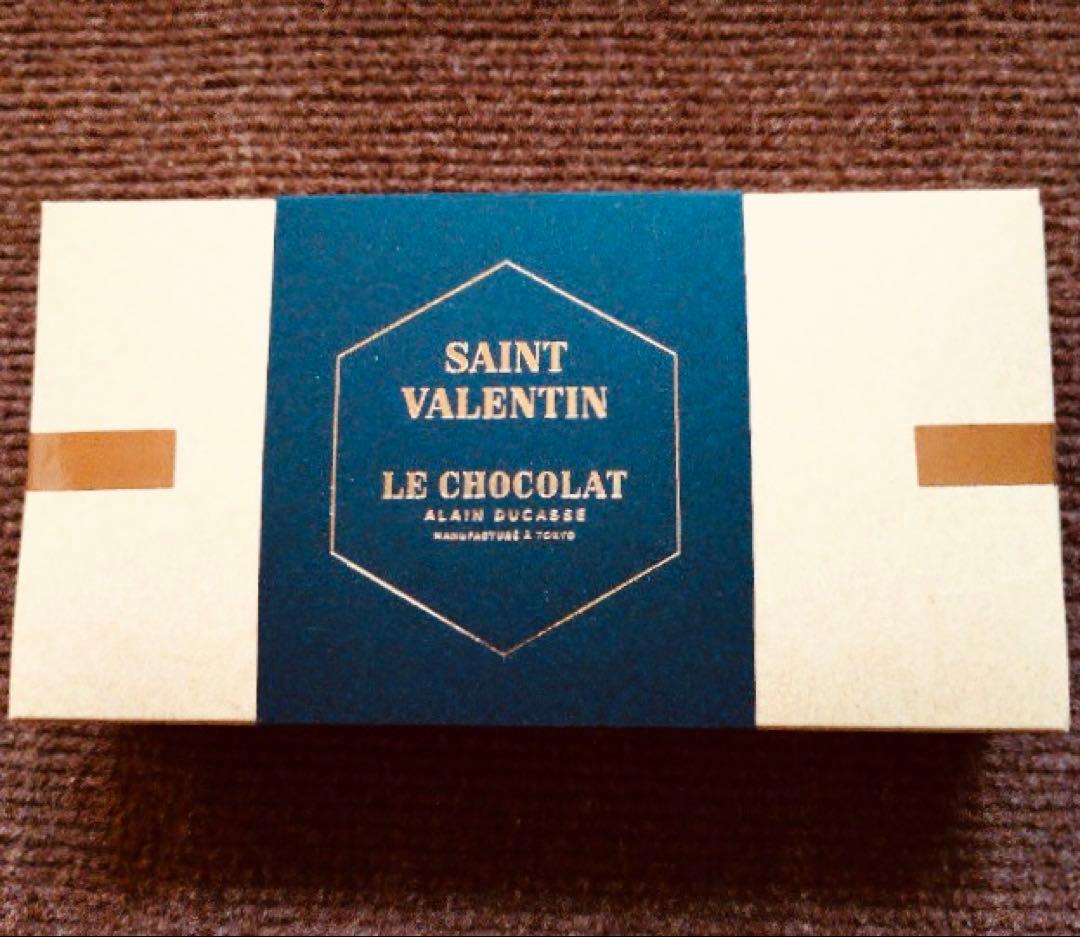 SAINT
VALENTIN
LE CHOCOLAT
ALAIN DUCASSE
MANUFACTURE À TOKYO